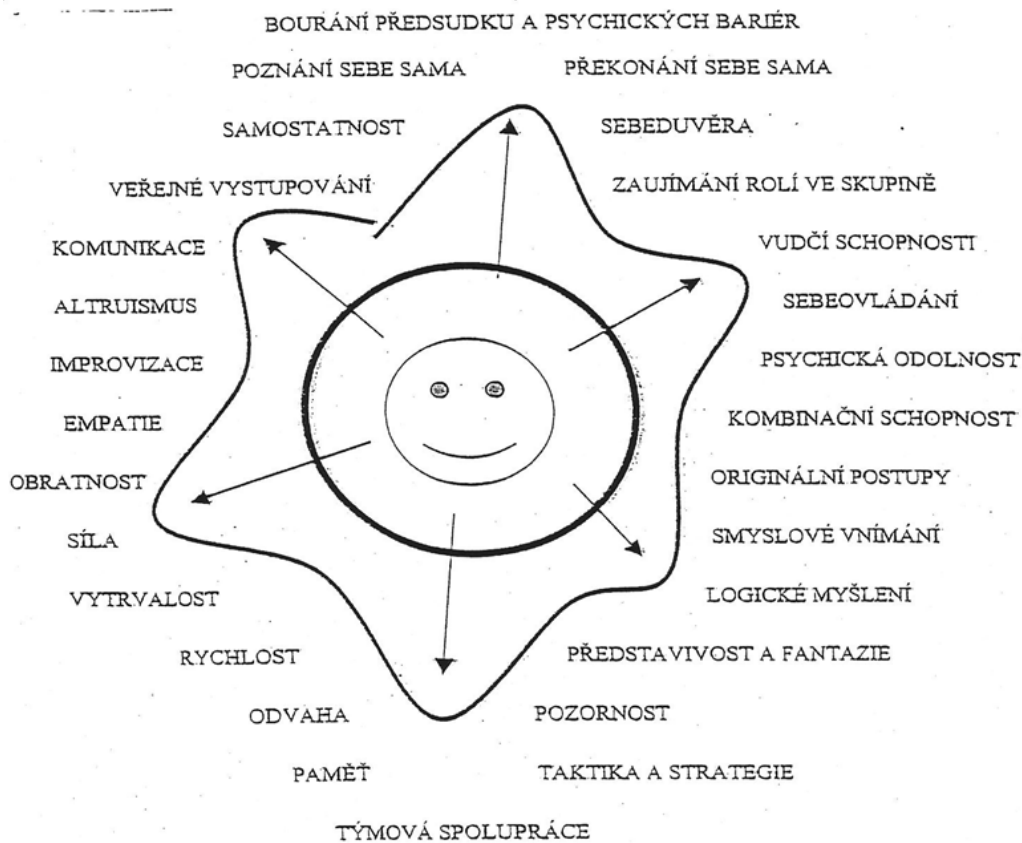 BOURÁNÍ PŘEDSUDKU A PSYCHICKÝCH BARIÉR
POZNÁNÍ SEBE SAMA
PŘEKONÁNÍ SEBE SAMA
SAMOSTATNOST
SEBEDUVĚRA
VEŘEJNÉ VYSTUPOVÁNÍ
ZAUJÍMÁNÍ ROLÍ VE SKUPINĚ
KOMUNIKACE
VUDČÍ SCHOPNOSTI
ALTRUISMUS
SEBEOVLÁDÁNÍ
IMPROVIZACE
PSYCHICKÁ ODOLNOST
EMPATIE
KOMBINAČNÍ SCHOPNOST
OBRATNOST
ORIGINÁLNÍ POSTUPY
SÍLA
SMYSLOVÉ VNÍMÁNÍ
VYTRVALOST
LOGICKÉ MYŠLENÍ
RYCHLOST
PŘEDSTAVIVOST A FANTAZIE
ODVAHA
POZORNOST
PAMĚŤ
TAKTIKA A STRATEGIE
TÝMOVÁ SPOLUPRÁCE